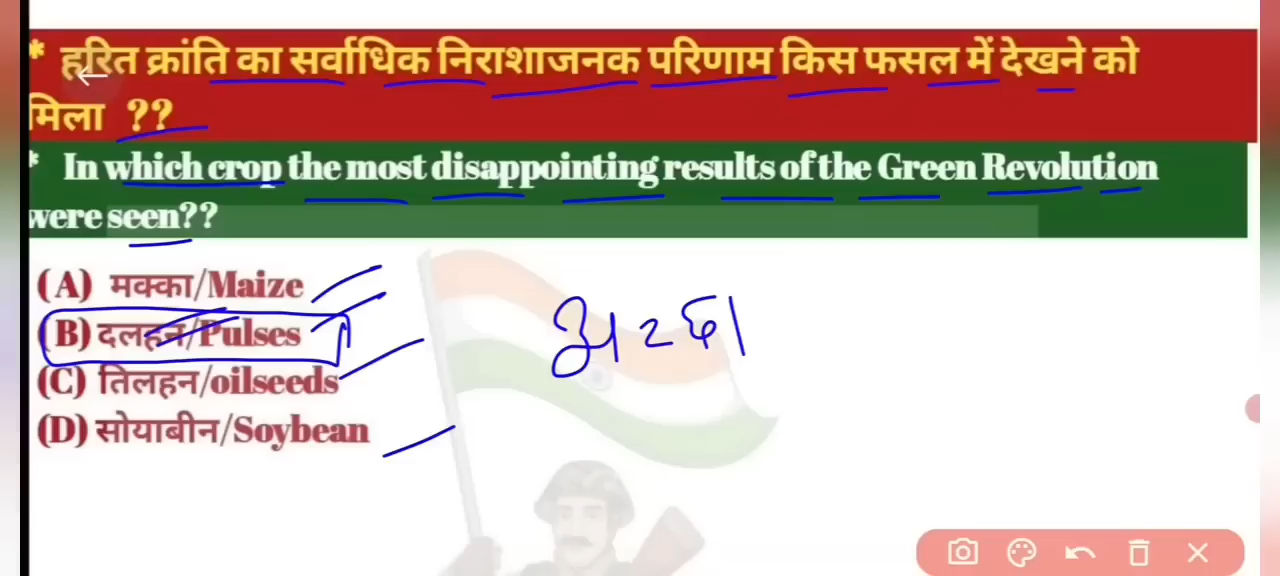 * हरित क्रांति का सर्वाधिक निराशाजनक परिणाम किस फसल में देखने को
मिला ??
* In which crop the most disappointing results of the Green Revolution
were seen??
(A) मक्का/Maize
(B) दलहन/Pulses
(C) तिलहन/oilseeds
(D) सोयाबीन/Soybean